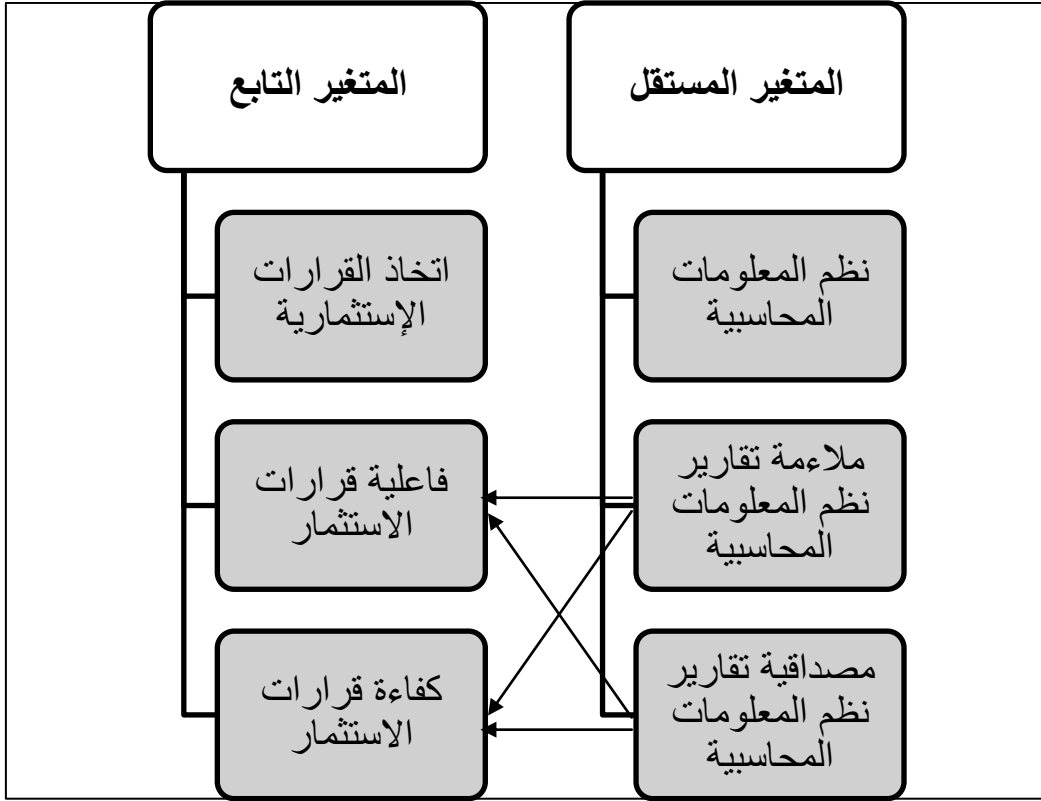 المتغير المستقل
المتغير التابع
نظم المعلومات
المحاسبية
اتخاذ القرارات
الإستثمارية
ملاءمة تقارير
نظم المعلومات
المحاسبية
فاعلية قرارات
الاستثمار
مصداقية تقارير
نظم المعلومات
المحاسبية
كفاءة قرارات
الاستثمار